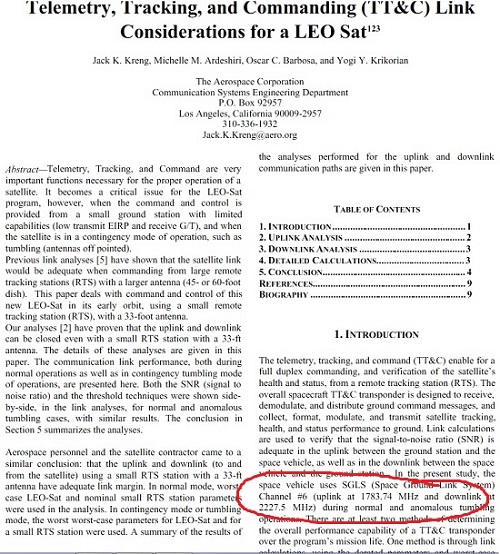 Telemetry, Tracking, and Commanding (TT&C) Link
Considerations for a LEO Sat¹²³
Jack K. Kreng, Michelle M. Ardeshiri, Oscar C. Barbosa, and Yogi Y. Krikorian
The Aerospace Corporation
Communication Systems Engineering Department
P.O. Box 92957
Los Angeles, California 90009-2957
310-336-1932
Jack.K.Kreng@aero.org
Abstract—Telemetry, Tracking, and Command are very
important functions necessary for the proper operation of a
satellite. It becomes a critical issue for the LEO-Sat
program, however, when the command and control is
provided from a small ground station with limited
capabilities (low transmit EIRP and receive G/T), and when
the satellite is in a contingency mode of operation, such as
tumbling (antennas off pointed).
Previous link analyses [5] have shown that the satellite link
would be adequate when commanding from large remote
tracking stations (RTS) with a larger antenna (45- or 60-foot
dish). This paper deals with command and control of this
new LEO-Sat in its early orbit, using a small remote
tracking station (RTS), with a 33-foot antenna.
Our analyses [2] have proven that the uplink and downlink
can be closed even with a small RTS station with a 33-ft
antenna. The details of these analyses are given in this
paper. The communication link performance, both during
normal operations as well as in contingency tumbling mode
of operations, are presented here. Both the SNR (signal to
noise ratio) and the threshold techniques were shown side-
by-side, in the link analyses, for normal and anomalous
tumbling cases, with similar results. The conclusion in
Section 5 summarizes the analyses.
Aerospace personnel and the satellite contractor came to a
similar conclusion: that the uplink and downlink (to and
from the satellite) using a small RTS station with a 33-ft
antenna have adequate link margin. In normal mode, worst
case LEO-Sat and nominal small RTS station parameters
were used in the analysis. In contingency mode or tumbling
mode, the worst worst-case parameters for LEO-Sat and for
a small RTS station were used. A summary of the results of
the analyses performed for the uplink and downlink
communication paths are given in this paper.
TABLE OF CONTENTS
1. INTRODUCTION 1
2. UPLINK ANALYSIS 2
3. DOWNLINK ANALYSIS 3
4. DETAILED CALCULATIONS 3
5. CONCLUSION 4
REFERENCES 9
BIOGRAPHY 9
1. INTRODUCTION
The telemetry, tracking, and command (TT&C) enable for a
full duplex commanding, and verification of the satellite's
health and status, from a remote tracking station (RTS). The
overall spacecraft TT&C transponder is designed to receive,
demodulate, and distribute ground command messages, and
collect, format, modulate, and transmit satellite tracking,
health, and status performance to ground. Link calculations
are used to verify that the signal-to-noise ratio (SNR) is
adequate in the uplink between the ground station and the
space vehicle, as well as in the downlink between the space
vehicle and the ground station. In the present study, the
space vehicle uses SGLS (Space Ground Link System)
Channel #6 (uplink at 1783.74 MHz and downlink at
2227.5 MHz) during normal and anomalous tumbling
operations. There are at least two methods of determining
the overall performance capability of a TT&C transponder
over the program's mission life. One method is through link